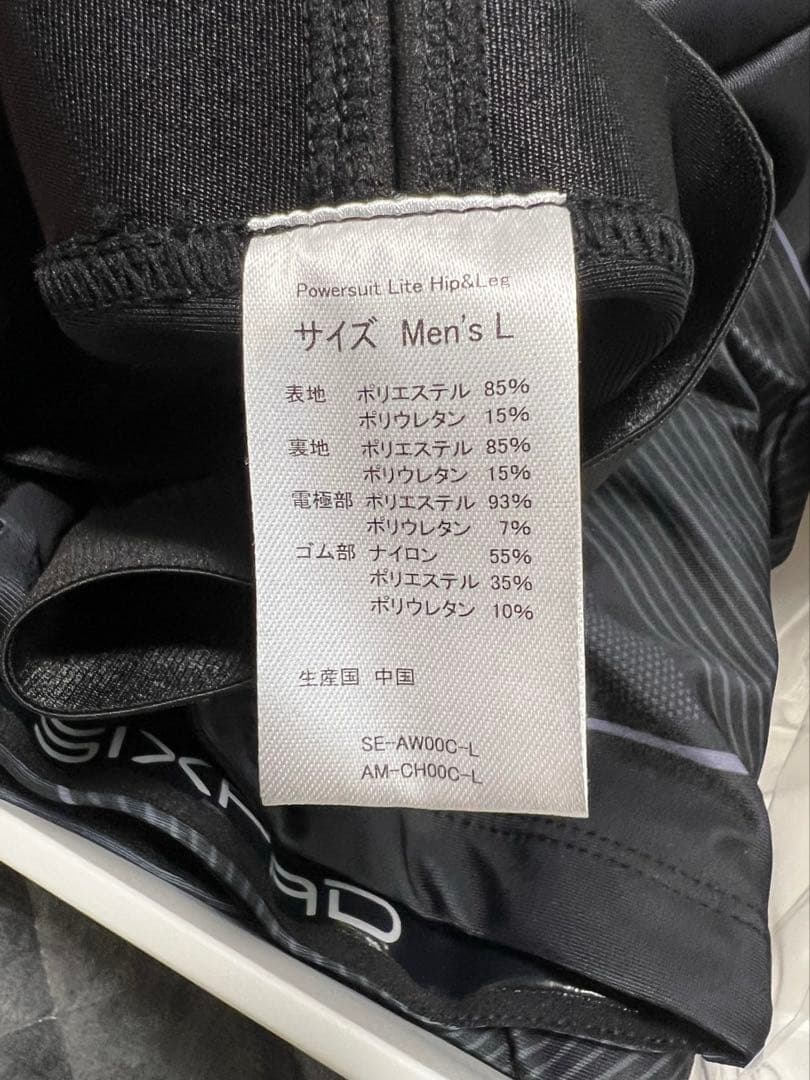 Powersuit Lite Hip&Leg
サイズ Men's L
表地 ポリエステル 85%
ポリウレタン 15%
裏地 ポリエステル 85%
ポリウレタン 15%
電極部 ポリエステル 93%
ポリウレタン 7%
ゴム部 ナイロン 55%
ポリエステル 35%
ポリウレタン 10%
生産国 中国
SE-AW00C-L
AM-CH00C-L